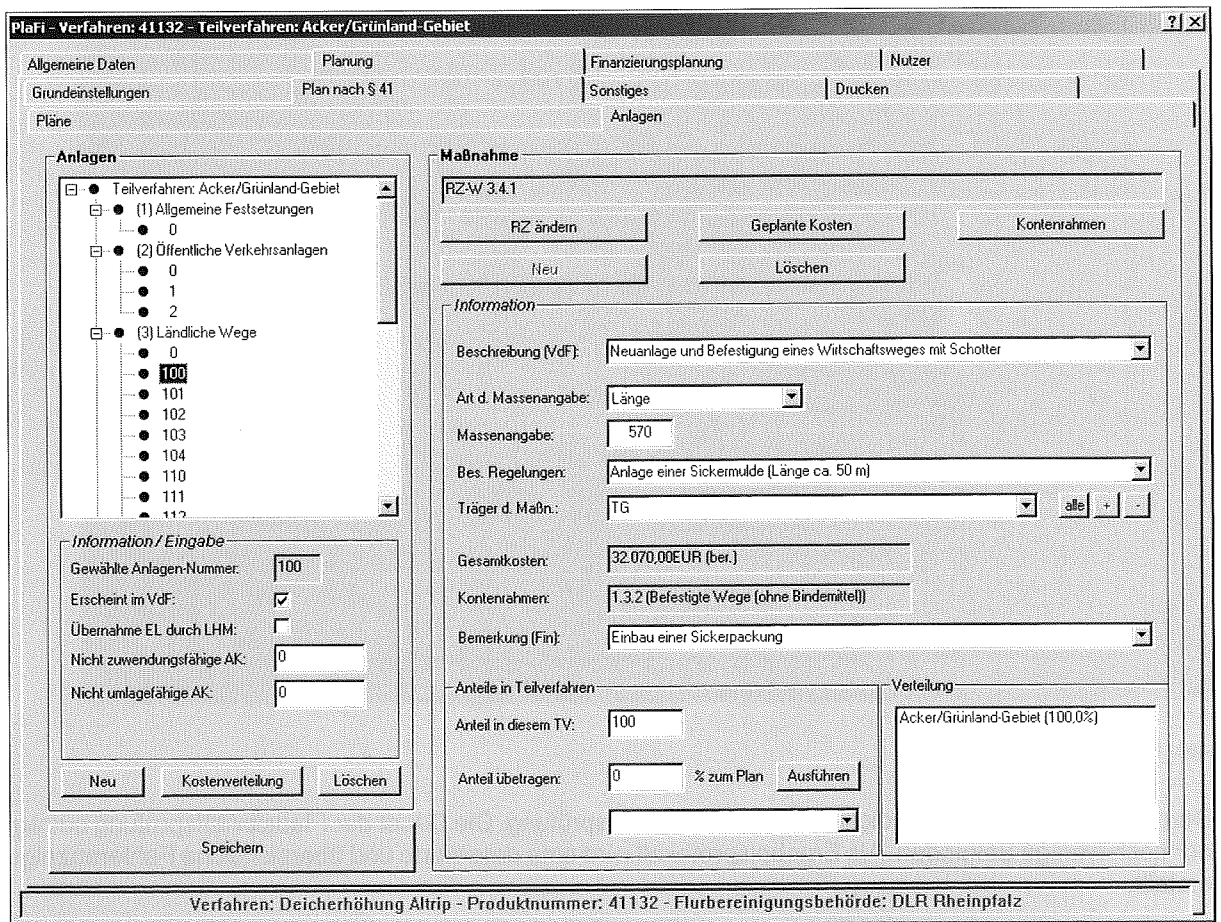 PlaFi - Verfahren: 41132 - Teilverfahren: Acker/Grünland-Gebiet
Allgemeine Daten
Planung
Finanzierungsplanung
Nutzer
Grundeinstellungen
Plan nach § 41
Sonstiges
Drucken
Pläne
Anlagen
Anlagen
Teilverfahren: Acker/Grünland-Gebiet
(1) Allgemeine Festsetzungen
0
(2) Öffentliche Verkehrsanlagen
0
1
2
(3) Ländliche Wege
0
100
101
102
103
104
110
111
112
Information / Eingabe
Gewählte Anlagen-Nummer: 100
Erscheint im VdF:
Übernahme EL durch LHM:
Nicht zuwendungsfähige AK: 0
Nicht umlagefähige AK: 0
Neu
Kostenverteilung
Löschen
Speichern
Maßnahme
RZ-W 3.4.1
RZ ändern
Geplante Kosten
Kontenrahmen
Neu
Löschen
Information
Beschreibung (VdF): Neuanlage und Befestigung eines Wirtschaftsweges mit Schotter
Art d. Massenangabe: Länge
Massenangabe: 570
Bes. Regelungen: Anlage einer Sickermulde (Länge ca. 50 m)
Träger d. Maßn.: TG
alle + -
Gesamtkosten: 32.070,00EUR (ber.)
Kontenrahmen: 1.3.2 (Befestigte Wege (ohne Bindemittel))
Bemerkung (Fin): Einbau einer Sickerpackung
Anteile in Teilverfahren
Anteil in diesem TV: 100
Anteil übetragen: 0 % zum Plan Ausführen
Verteilung
Acker/Grünland-Gebiet (100,0%)
Verfahren: Deicherhöhung Altrip - Produktnummer: 41132 - Flurbereinigungsbehörde: DLR Rheinpfalz